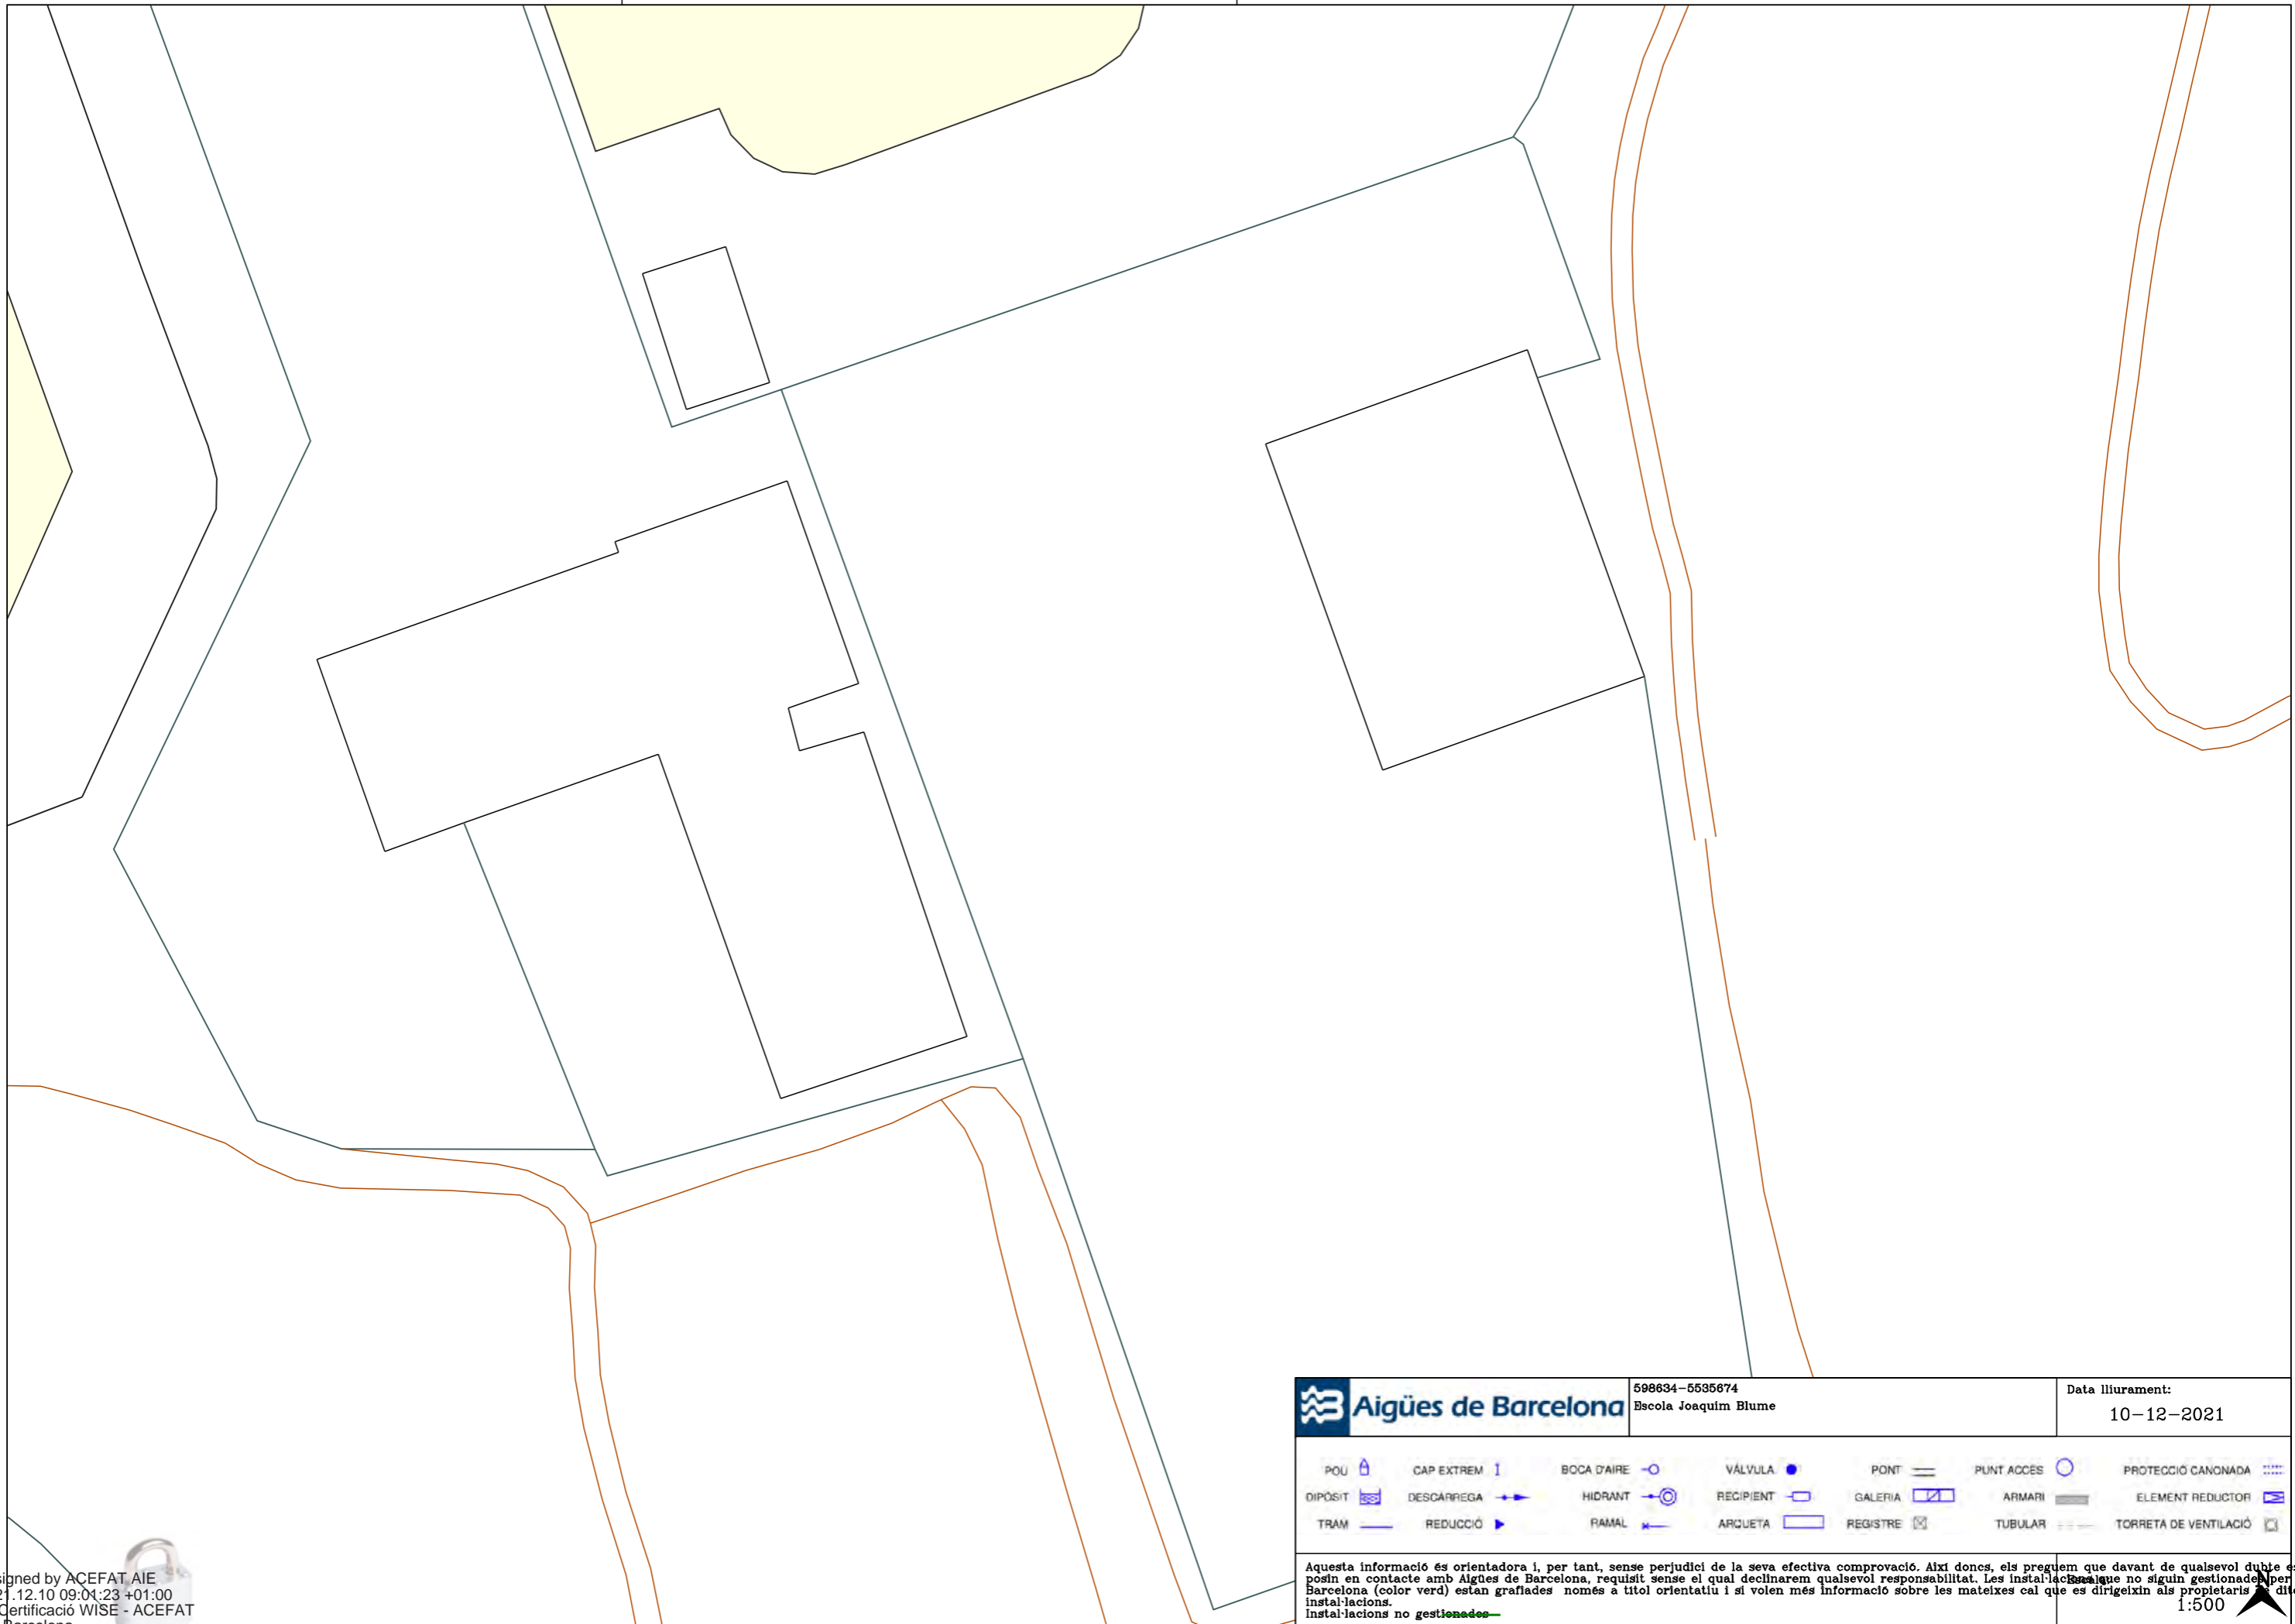 Aigües de Barcelona
598634-5535674
Escola Joaquim Blume
Data lliurament:
10-12-2021
POU CAP EXTREM BOCA D'AIRE VÀLVULA PONT PUNT ACCÉS PROTECCIÓ CANONADA
DIPÒSIT DESCÀRREGA HIDRANT RECIPIENT GALERIA ARMARI ELEMENT REDUCTOR
TRAM REDUCCIÓ RAMAL ARQUETA REGISTRE TUBULAR TORRETA DE VENTILACIÓ
Aquesta informació és orientadora i, per tant, sense perjudici de la seva efectiva comprovació. Així doncs, els preguem que davant de qualsevol dubte es
posin en contacte amb Aigües de Barcelona, requisit sense el qual declinarem qualsevol responsabilitat. Les instal·lacions que no siguin gestionades per
Barcelona (color verd) estan grafiades només a titol orientatiu i si volen més informació sobre les mateixes cal que es dirigeixin als propietaris
instal·lacions.
Instal·lacions no gestionades
Escala:
1:500
N
igned by ACEFAT AIE
21.12.10 09:01:23 +01:00
Certificació WISE - ACEFAT
Barcelona